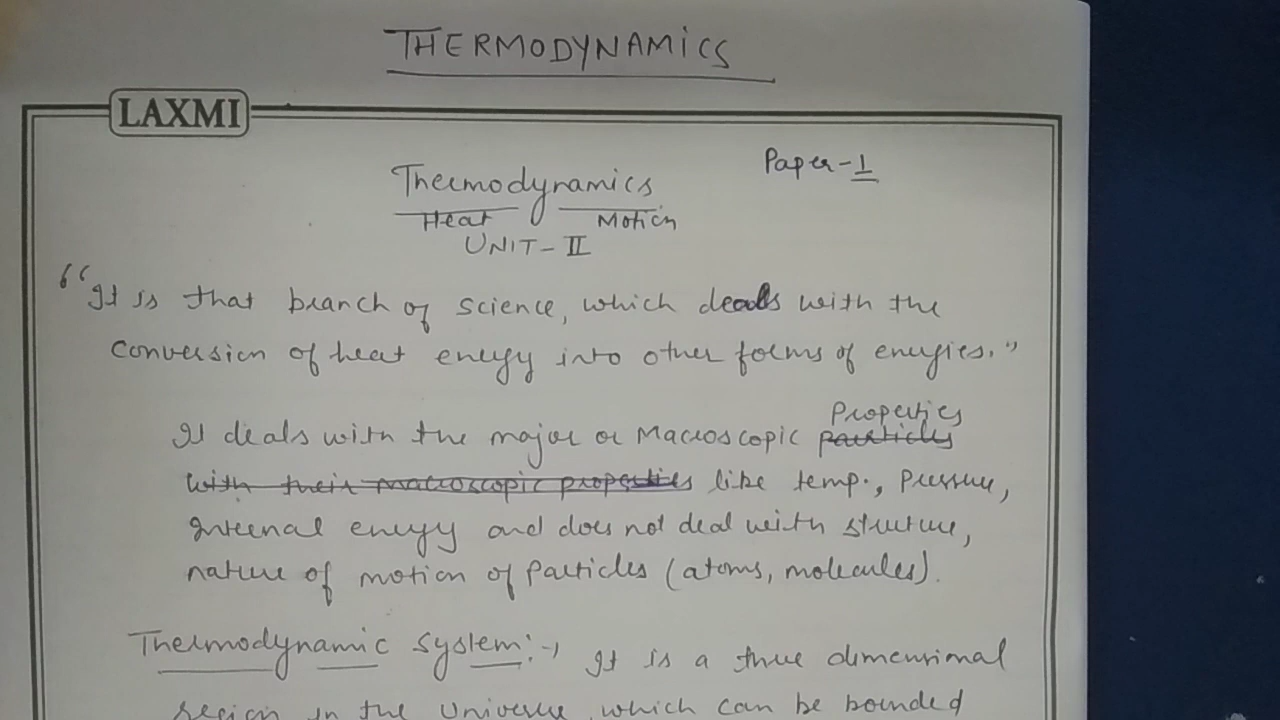 THERMODYNAMICS
LAXMI
Paper-1
Thermodynamics
Heat Motion
UNIT-II
"It is that branch of science, which deals with the
conversion of heat energy into other forms of energies."
Properties
It deals with the major or Macroscopic particles
with their macroscopic properties like temp., Pressure,
Internal energy and does not deal with structure,
nature of motion of Particles (atoms, molecules).
Thermodynamic System:→ It is a three dimensional
region in the Universe which can be bounded